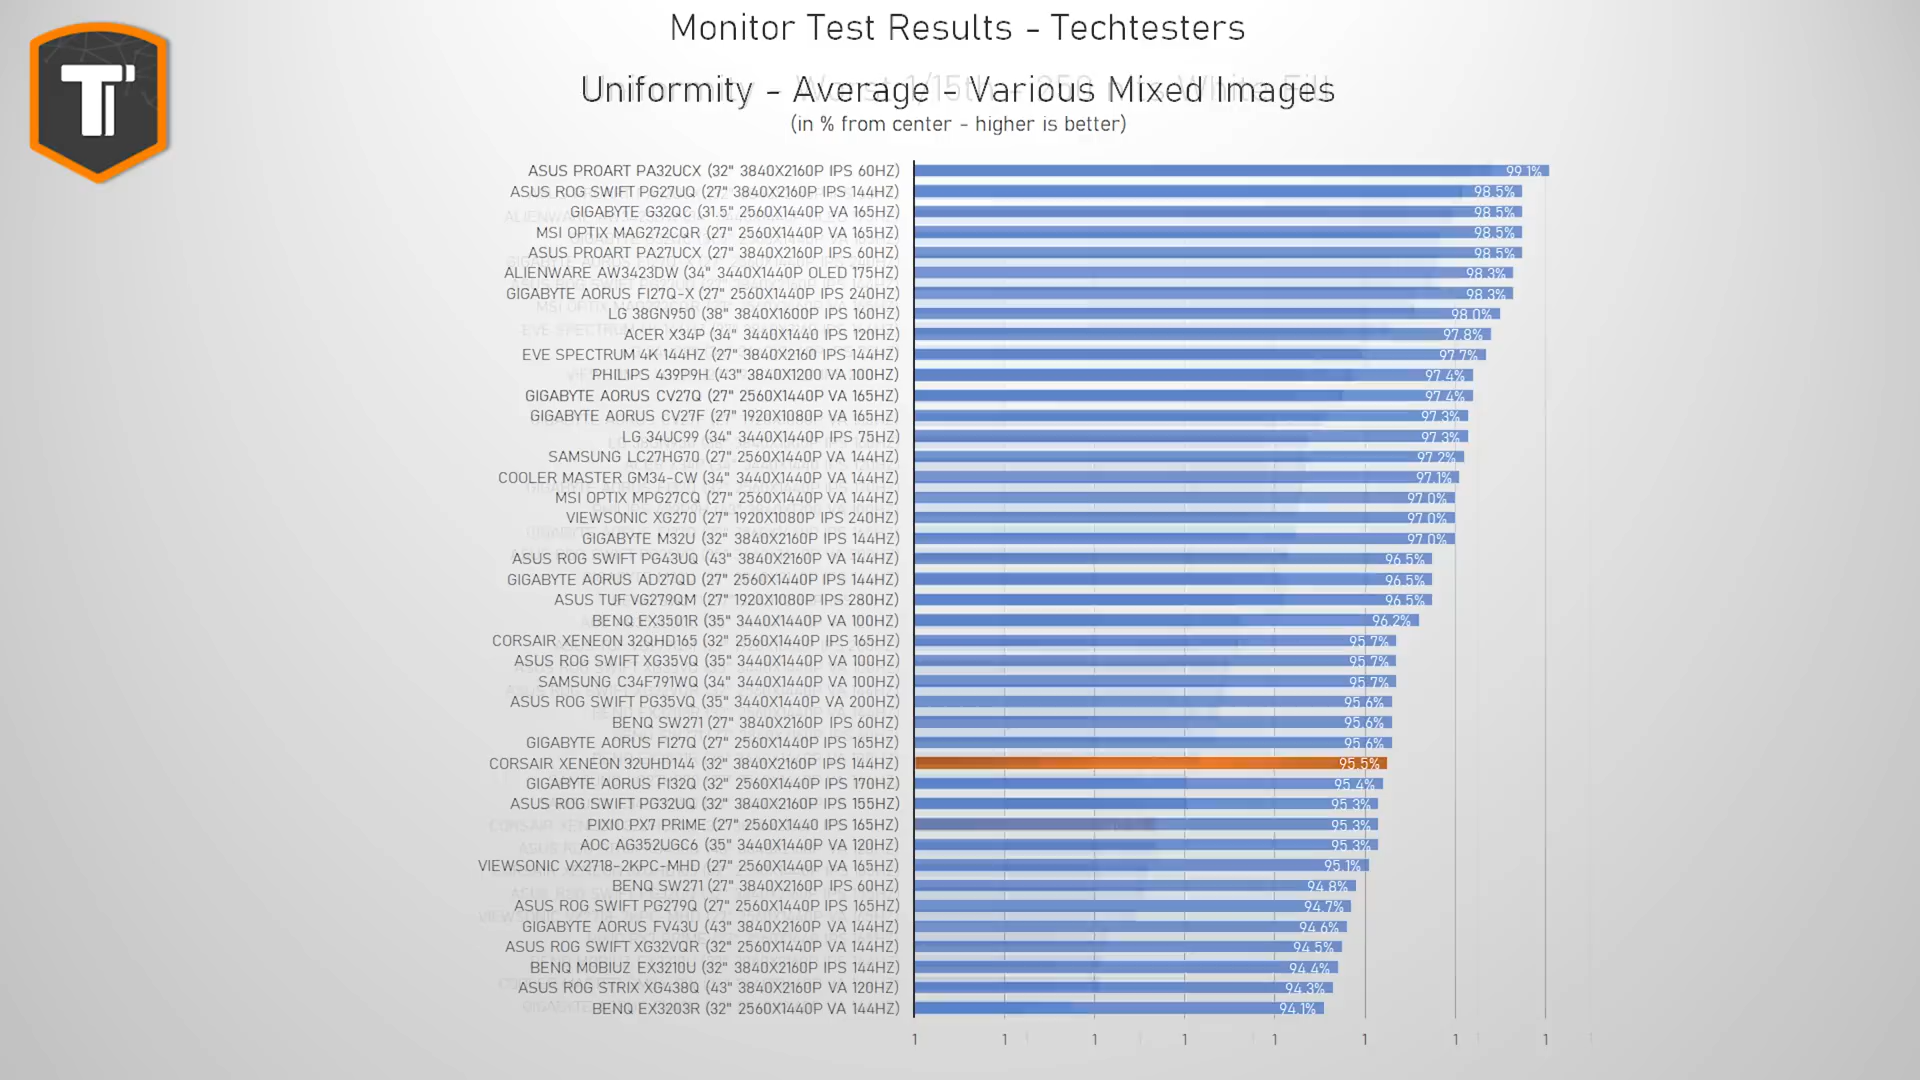 Monitor Test Results - Techtesters
Uniformity - Average - Various Mixed Images
(in % from center - higher is better)
ASUS PROART PA32UCX (32" 3840X2160P IPS 60HZ) 99.1%
ASUS ROG SWIFT PG27UQ (27" 3840X2160P IPS 144HZ) 98.5%
GIGABYTE G32QC (31.5" 2560X1440P VA 165HZ) 98.5%
MSI OPTIX MAG272CQR (27" 2560X1440P VA 165HZ) 98.5%
ASUS PROART PA27UCX (27" 3840X2160P IPS 60HZ) 98.5%
ALIENWARE AW3423DW (34" 3440X1440P OLED 175HZ) 98.3%
GIGABYTE AORUS FI27Q-X (27" 2560X1440P IPS 240HZ) 98.3%
LG 38GN950 (38" 3840X1600P IPS 160HZ) 98.0%
ACER X34P (34" 3440X1440 IPS 120HZ) 97.8%
EVE SPECTRUM 4K 144HZ (27" 3840X2160 IPS 144HZ) 97.7%
PHILIPS 439P9H (43" 3840X1200 VA 100HZ) 97.4%
GIGABYTE AORUS CV27Q (27" 2560X1440P VA 165HZ) 97.4%
GIGABYTE AORUS CV27F (27" 1920X1080P VA 165HZ) 97.3%
LG 34UC99 (34" 3440X1440P IPS 75HZ) 97.3%
SAMSUNG LC27HG70 (27" 2560X1440P VA 144HZ) 97.2%
COOLER MASTER GM34-CW (34" 3440X1440P VA 144HZ) 97.1%
MSI OPTIX MPG27CQ (27" 2560X1440P VA 144HZ) 97.0%
VIEWSONIC XG270 (27" 1920X1080P IPS 240HZ) 97.0%
GIGABYTE M32U (32" 3840X2160P IPS 144HZ) 97.0%
ASUS ROG SWIFT PG43UQ (43" 3840X2160P VA 144HZ) 96.5%
GIGABYTE AORUS AD27QD (27" 2560X1440P IPS 144HZ) 96.5%
ASUS TUF VG279QM (27" 1920X1080P IPS 280HZ) 96.5%
BENQ EX3501R (35" 3440X1440P VA 100HZ) 96.2%
CORSAIR XENEON 32QHD165 (32" 2560X1440P IPS 165HZ) 95.7%
ASUS ROG SWIFT XG35VQ (35" 3440X1440P VA 100HZ) 95.7%
SAMSUNG C34F791WQ (34" 3440X1440P VA 100HZ) 95.7%
ASUS ROG SWIFT PG35VQ (35" 3440X1440P VA 200HZ) 95.6%
BENQ SW271 (27" 3840X2160P IPS 60HZ) 95.6%
GIGABYTE AORUS FI27Q (27" 2560X1440P IPS 165HZ) 95.6%
CORSAIR XENEON 32UHD144 (32" 3840X2160P IPS 144HZ) 95.5%
GIGABYTE AORUS FI32Q (32" 2560X1440P IPS 170HZ) 95.4%
ASUS ROG SWIFT PG32UQ (32" 3840X2160P IPS 155HZ) 95.3%
PIXIO PX7 PRIME (27" 2560X1440 IPS 165HZ) 95.3%
AOC AG352UGC6 (35" 3440X1440P VA 120HZ) 95.3%
VIEWSONIC VX2718-2KPC-MHD (27" 2560X1440P VA 165HZ) 95.1%
BENQ SW271 (27" 3840X2160P IPS 60HZ) 94.8%
ASUS ROG SWIFT PG279Q (27" 2560X1440P IPS 165HZ) 94.7%
GIGABYTE AORUS FV43U (43" 3840X2160P VA 144HZ) 94.6%
ASUS ROG SWIFT XG32VQR (32" 2560X1440P VA 144HZ) 94.5%
BENQ MOBIUZ EX3210U (32" 3840X2160P IPS 144HZ) 94.4%
ASUS ROG STRIX XG438Q (43" 3840X2160P VA 120HZ) 94.3%
BENQ EX3203R (32" 2560X1440P VA 144HZ) 94.1%
1 1 1 1 1 1 1 1